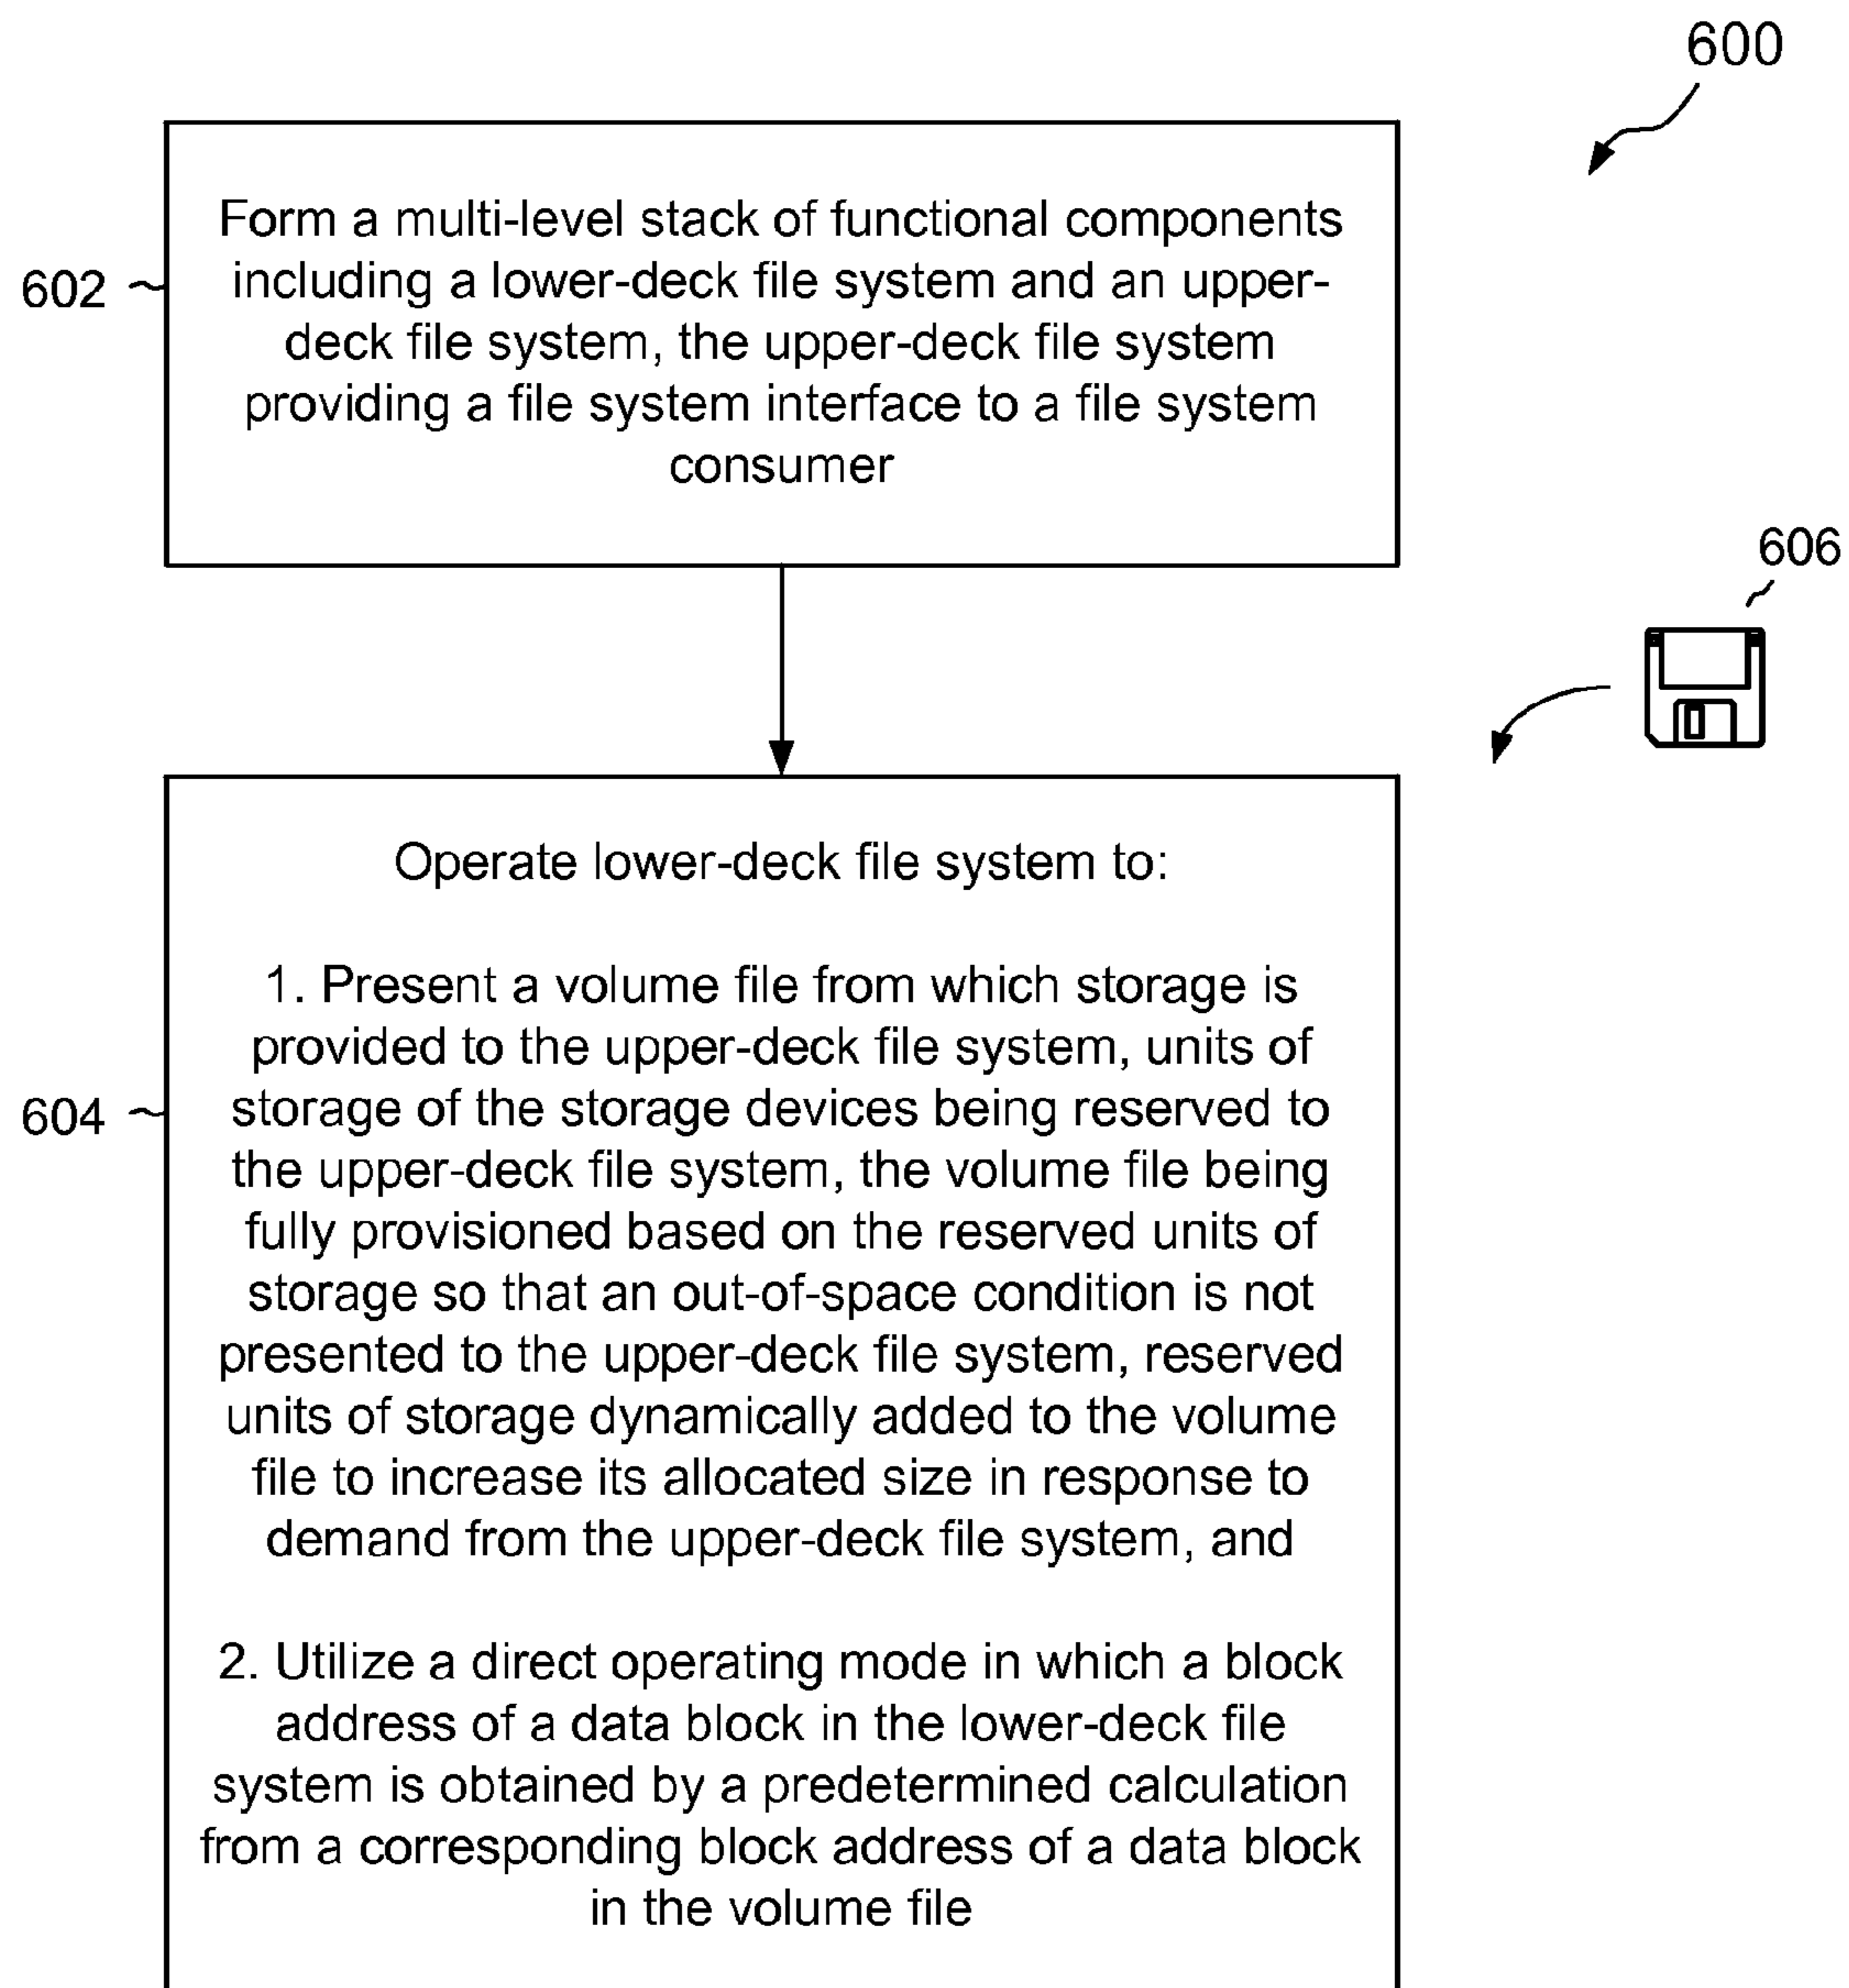 600
Form a multi-level stack of functional components
including a lower-deck file system and an upper-
deck file system, the upper-deck file system
providing a file system interface to a file system
consumer
602
606
Operate lower-deck file system to:
1. Present a volume file from which storage is
provided to the upper-deck file system, units of
storage of the storage devices being reserved to
the upper-deck file system, the volume file being
fully provisioned based on the reserved units of
storage so that an out-of-space condition is not
presented to the upper-deck file system, reserved
units of storage dynamically added to the volume
file to increase its allocated size in response to
demand from the upper-deck file system, and
604
2. Utilize a direct operating mode in which a block
address of a data block in the lower-deck file
system is obtained by a predetermined calculation
from a corresponding block address of a data block
in the volume file